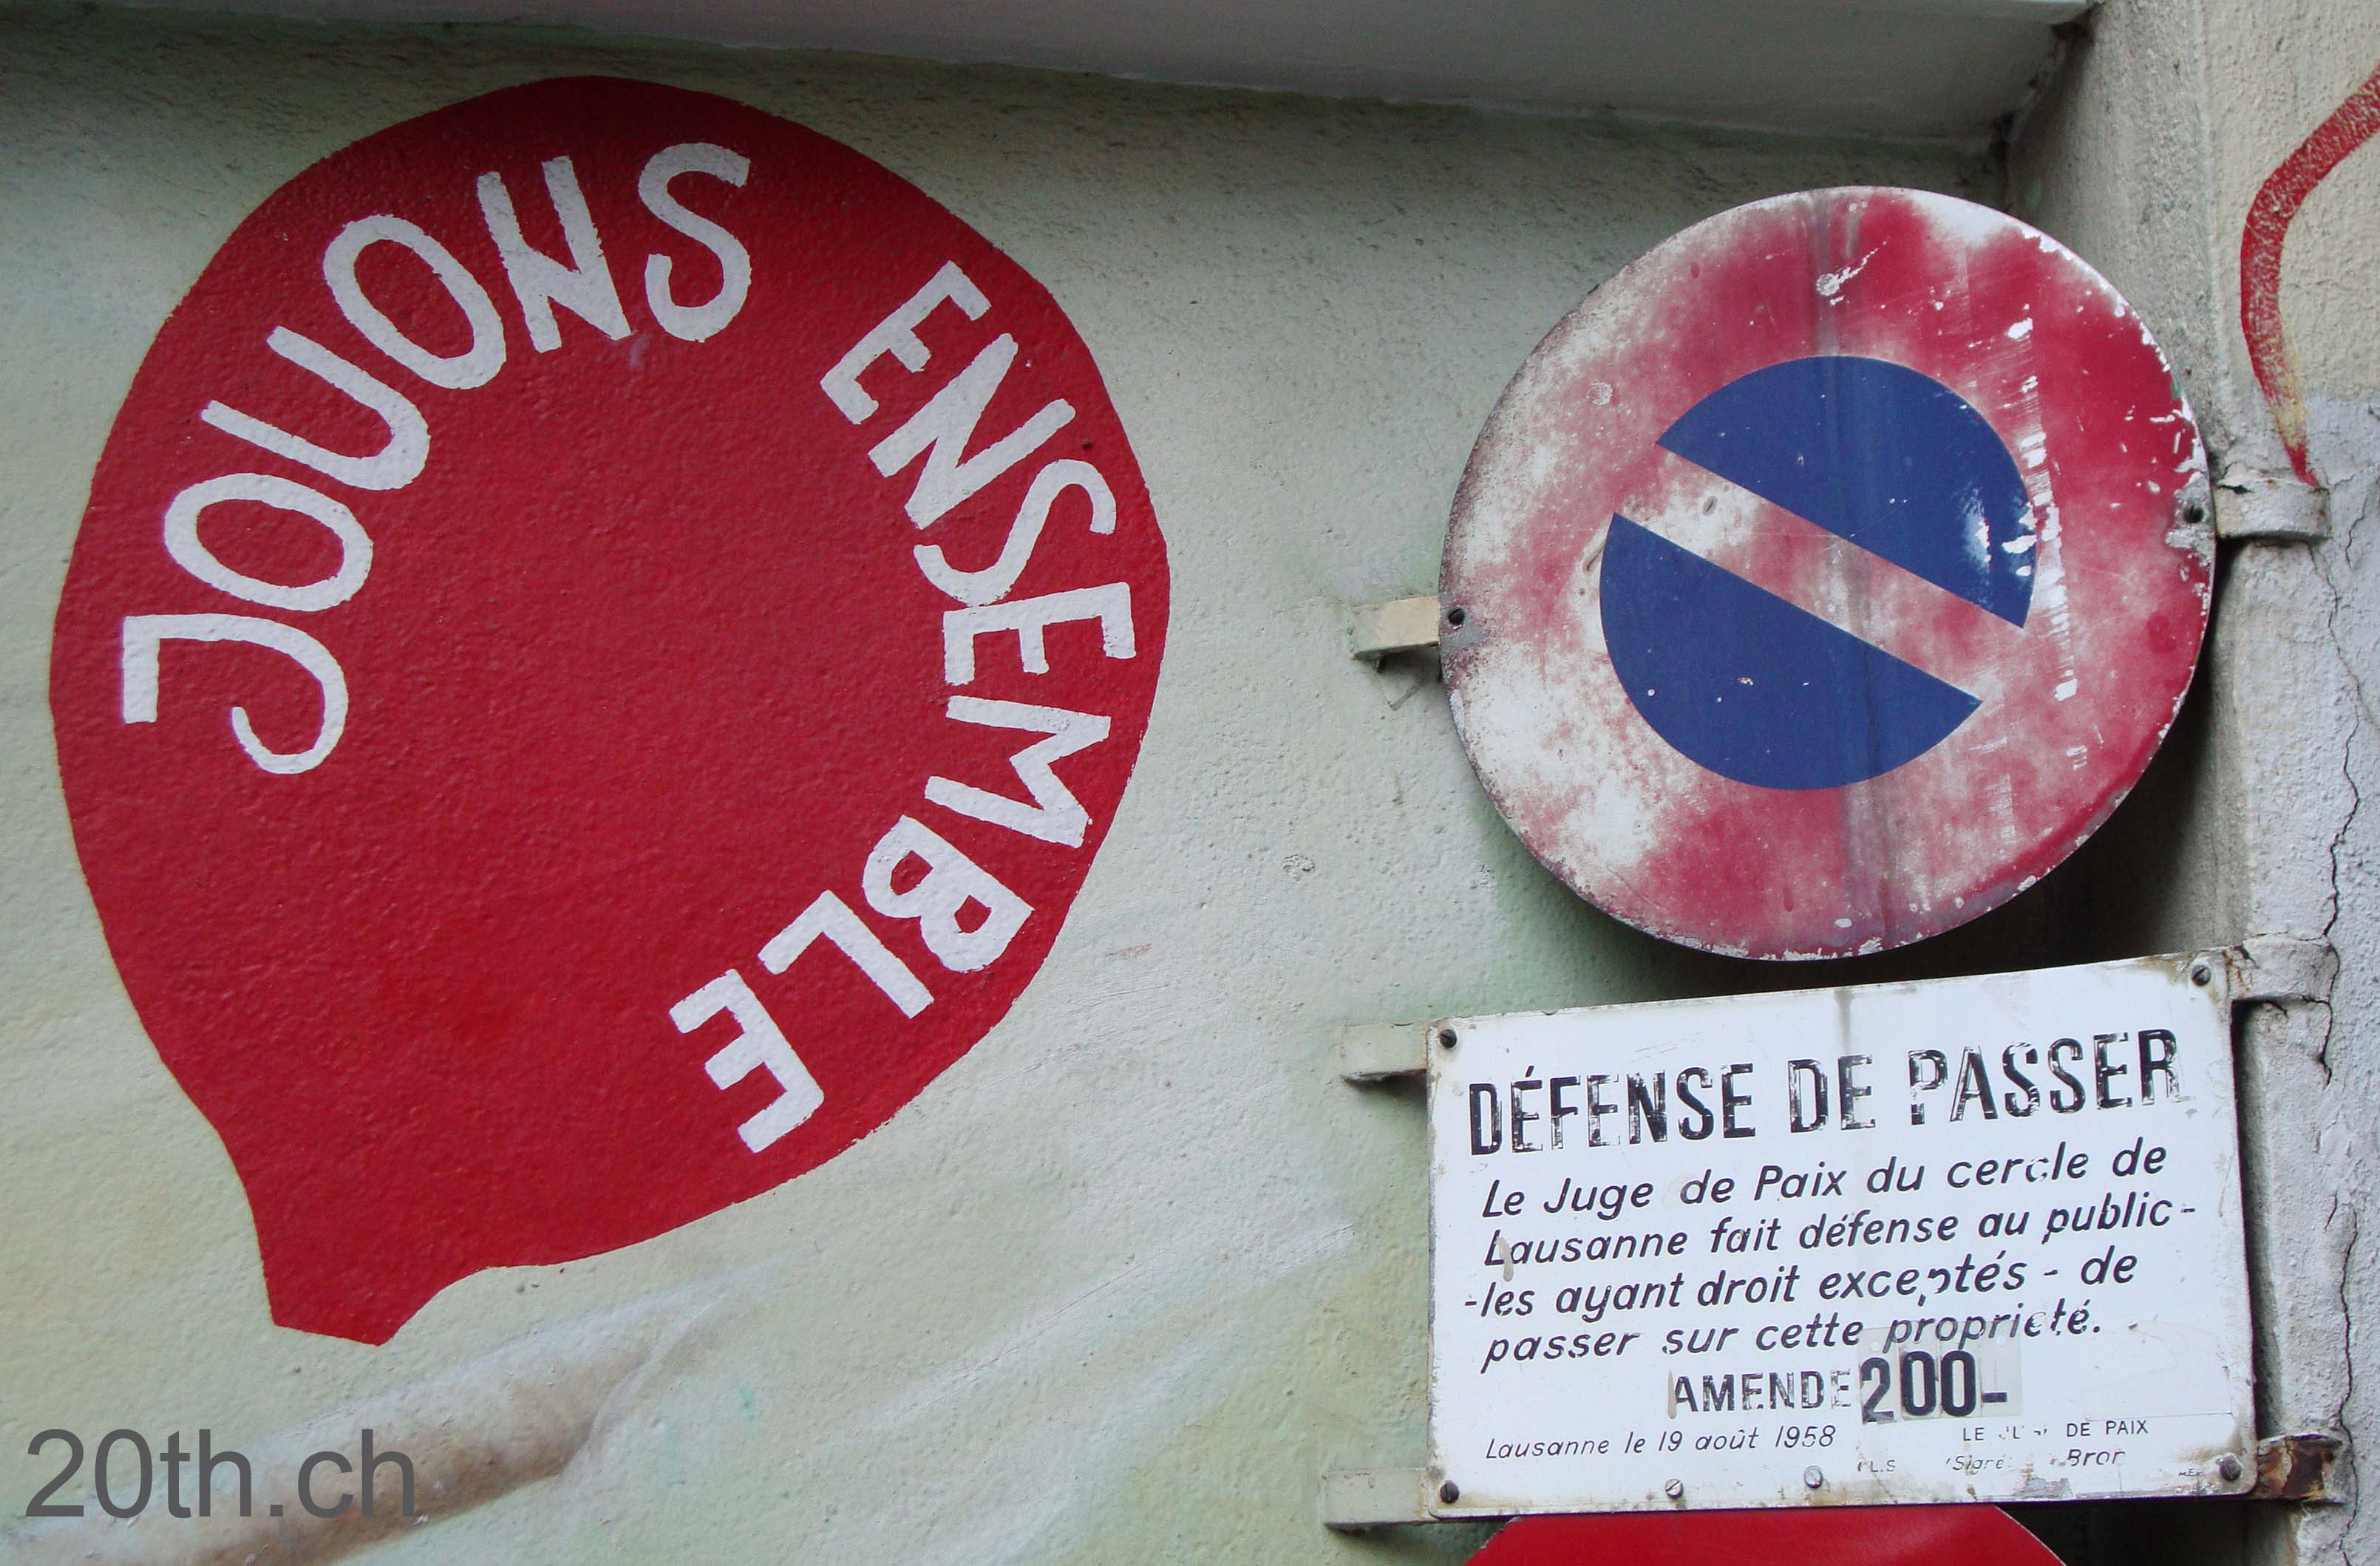 JOUONS ENSEMBLE
DÉFENSE DE PASSER
Le Juge de Paix du cercle de
Lausanne fait défense au public-
-les ayant droit exceptés - de
passer sur cette propriété.
AMENDE 200-
Lausanne le 19 août 1958
LE JUGE DE PAIX
Bron
20th.ch